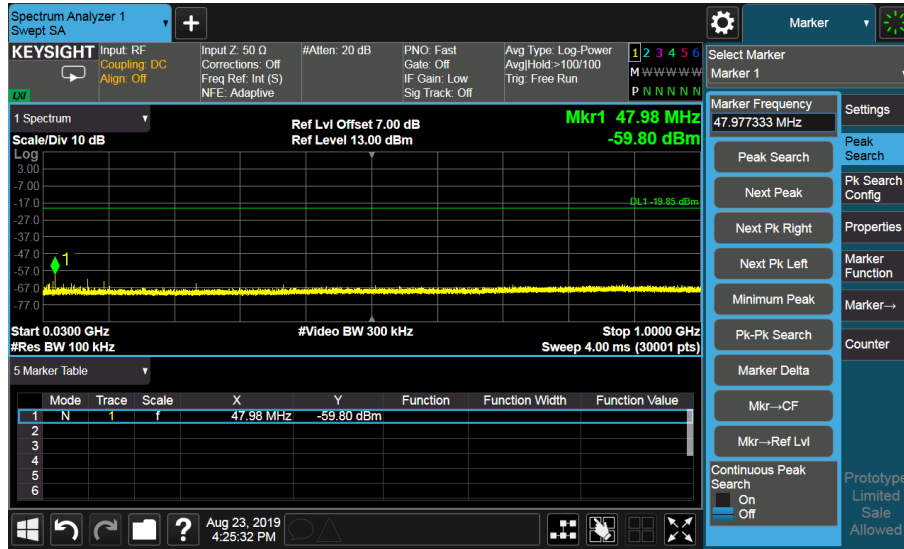 Spectrum Analyzer 1
Swept SA
+
Marker
KEYSIGHT
Input: RF
Coupling: DC
Align: Off
Input Z: 50 Ω
Corrections: Off
Freq Ref: Int (S)
NFE: Adaptive
#Atten: 20 dB
PNO: Fast
Gate: Off
IF Gain: Low
Sig Track: Off
Avg Type: Log-Power
Avg|Hold:>100/100
Trig: Free Run
1 2 3 4 5 6
M W W W W W
P N N N N N
LXI
Select Marker
Marker 1
1 Spectrum
Scale/Div 10 dB
Ref Lvl Offset 7.00 dB
Ref Level 13.00 dBm
Mkr1 47.98 MHz
-59.80 dBm
Log
3.00
-7.00
-17.0
-27.0
-37.0
-47.0
-57.0
-67.0
-77.0
DL1 -19.85 dBm
1
Start 0.0300 GHz
#Res BW 100 kHz
#Video BW 300 kHz
Stop 1.0000 GHz
Sweep 4.00 ms (30001 pts)
5 Marker Table
Mode Trace Scale X Y Function Function Width Function Value
1 N 1 f 47.98 MHz -59.80 dBm
2
3
4
5
6
Marker Frequency
47.977333 MHz
Peak Search
Next Peak
Next Pk Right
Next Pk Left
Minimum Peak
Pk-Pk Search
Marker Delta
Mkr→CF
Mkr→Ref Lvl
Continuous Peak
Search
On
Off
Settings
Peak
Search
Pk Search
Config
Properties
Marker
Function
Marker→
Counter
Prototype
Limited
Sale
Allowed
?
Aug 23, 2019
4:25:32 PM